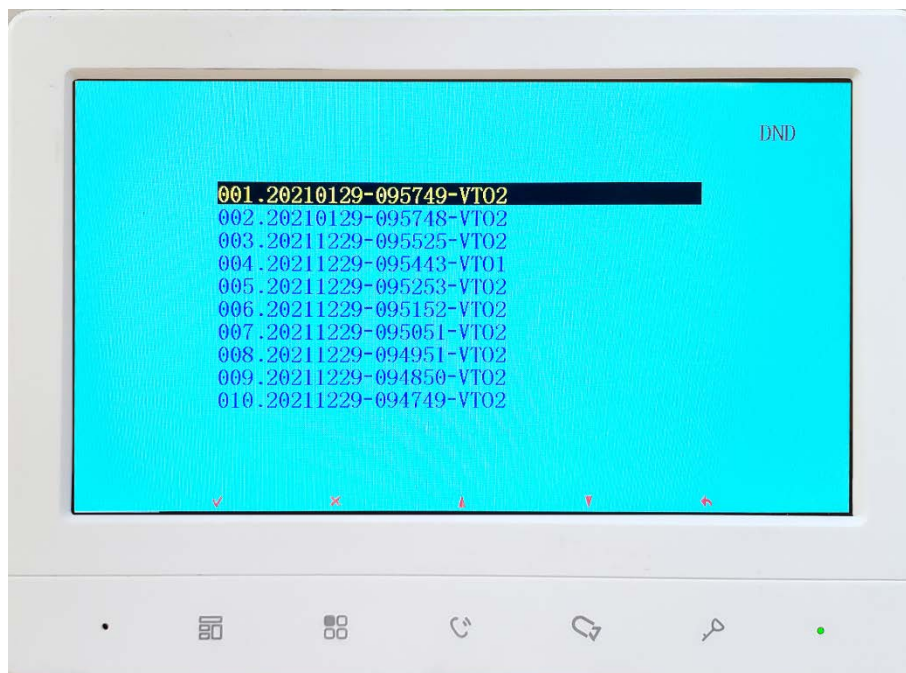 DND
001.20210129-095749-VTO2
002.20210129-095748-VTO2
003.20211229-095525-VTO2
004.20211229-095443-VTO1
005.20211229-095253-VTO2
006.20211229-095152-VTO2
007.20211229-095051-VTO2
008.20211229-094951-VTO2
009.20211229-094850-VTO2
010.20211229-094749-VTO2